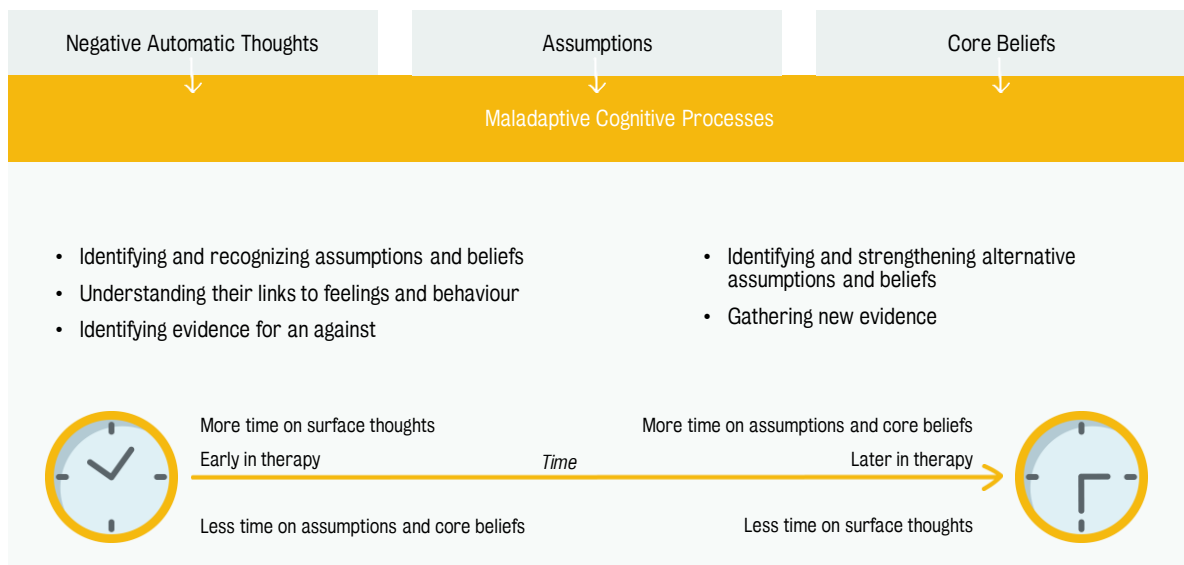 Negative Automatic Thoughts
Assumptions
Core Beliefs
Maladaptive Cognitive Processes
• Identifying and recognizing assumptions and beliefs
• Understanding their links to feelings and behaviour
• Identifying evidence for an against
• Identifying and strengthening alternative
assumptions and beliefs
• Gathering new evidence
More time on surface thoughts
More time on assumptions and core beliefs
Early in therapy
Time
Later in therapy
Less time on assumptions and core beliefs
Less time on surface thoughts